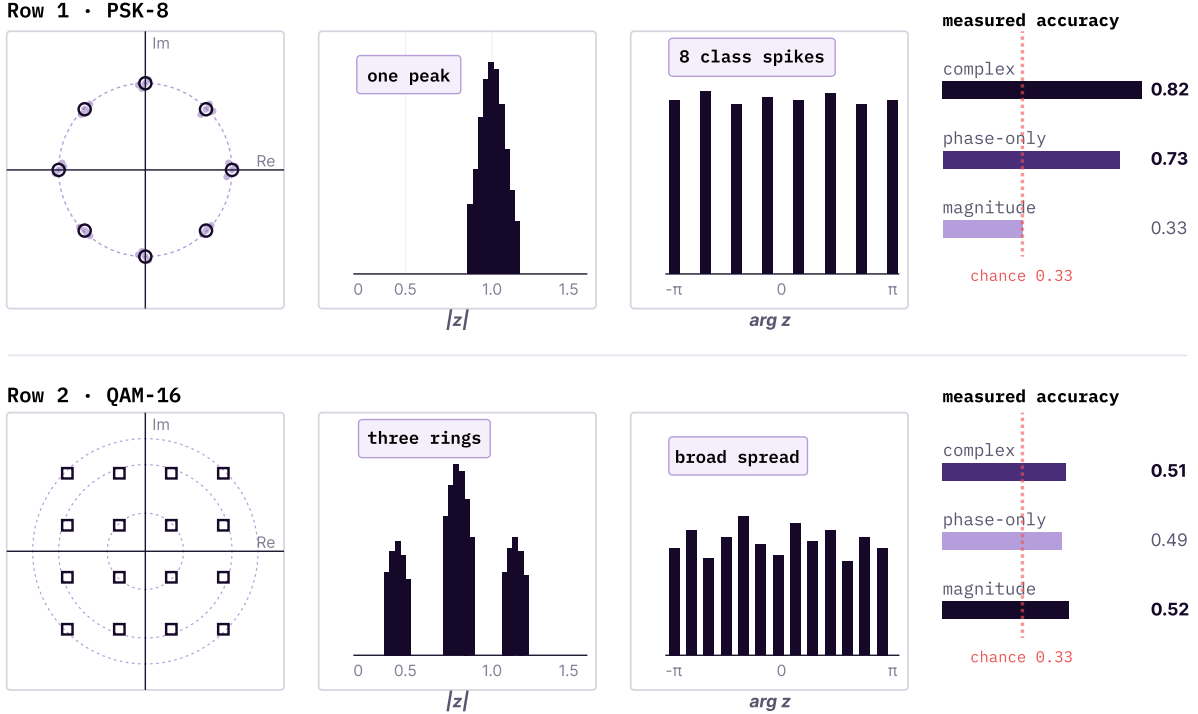 Row 1 · PSK-8
Im
Re
one peak
0 0.5 1.0 1.5
|z|
8 class spikes
-π 0 π
arg z
measured accuracy
complex
0.82
phase-only
0.73
magnitude
0.33
chance 0.33
Row 2 · QAM-16
Im
Re
three rings
0 0.5 1.0 1.5
|z|
broad spread
-π 0 π
arg z
measured accuracy
complex
0.51
phase-only
0.49
magnitude
0.52
chance 0.33